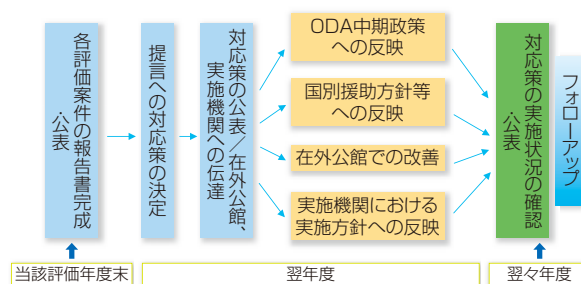 各評価案件の報告書完成
・公表
提言への対応策の決定
対応策の公表／在外公館、
実施機関への伝達
ODA中期政策
への反映
国別援助方針等
への反映
在外公館での改善
実施機関における
実施方針への反映
対応策の実施状況の確認
・公表
フォローアップ
当該評価年度末
翌年度
翌々年度